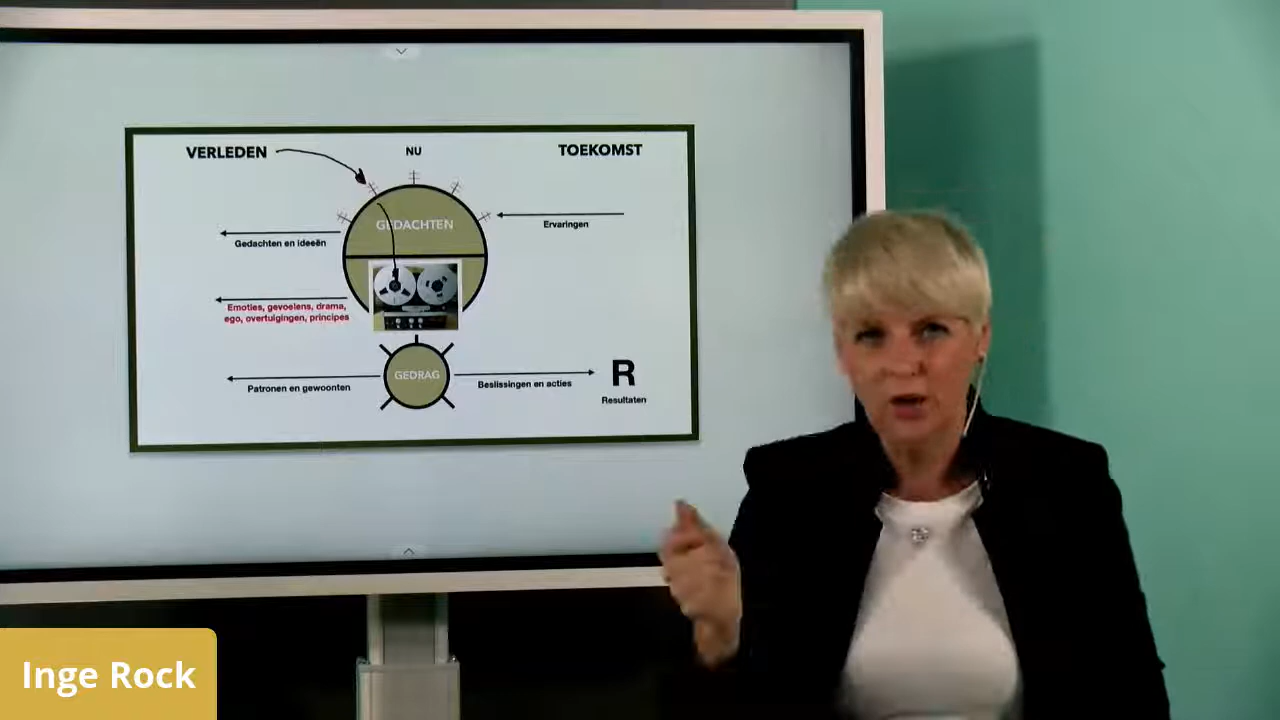 VERLEDEN
NU
TOEKOMST
GEDACHTEN
Ervaringen
Gedachten en ideeën
Emoties, gevoelens, drama,
ego, overtuigingen, principes
GEDRAG
R
Patronen en gewoonten
Beslissingen en acties
Resultaten
Inge Rock